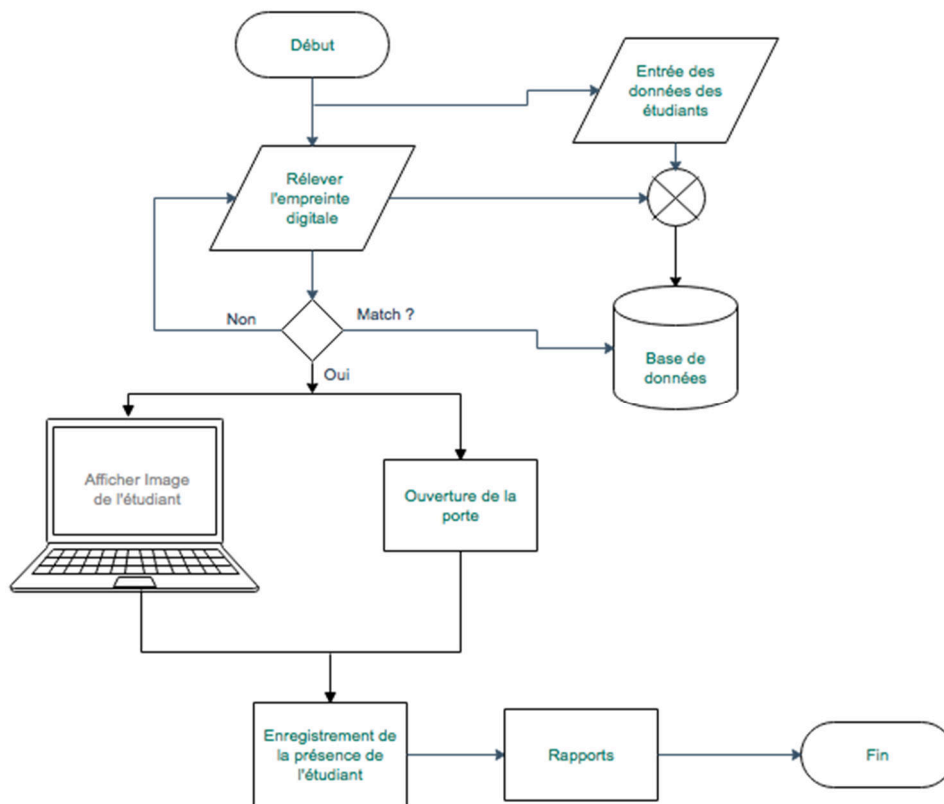 Début
Entrée des
données des
étudiants
Rélever
l'empreinte
digitale
Non
Match ?
Oui
Base de
données
Afficher Image
de l'étudiant
Ouverture de la
porte
Enregistrement de
la présence de
l'étudiant
Rapports
Fin